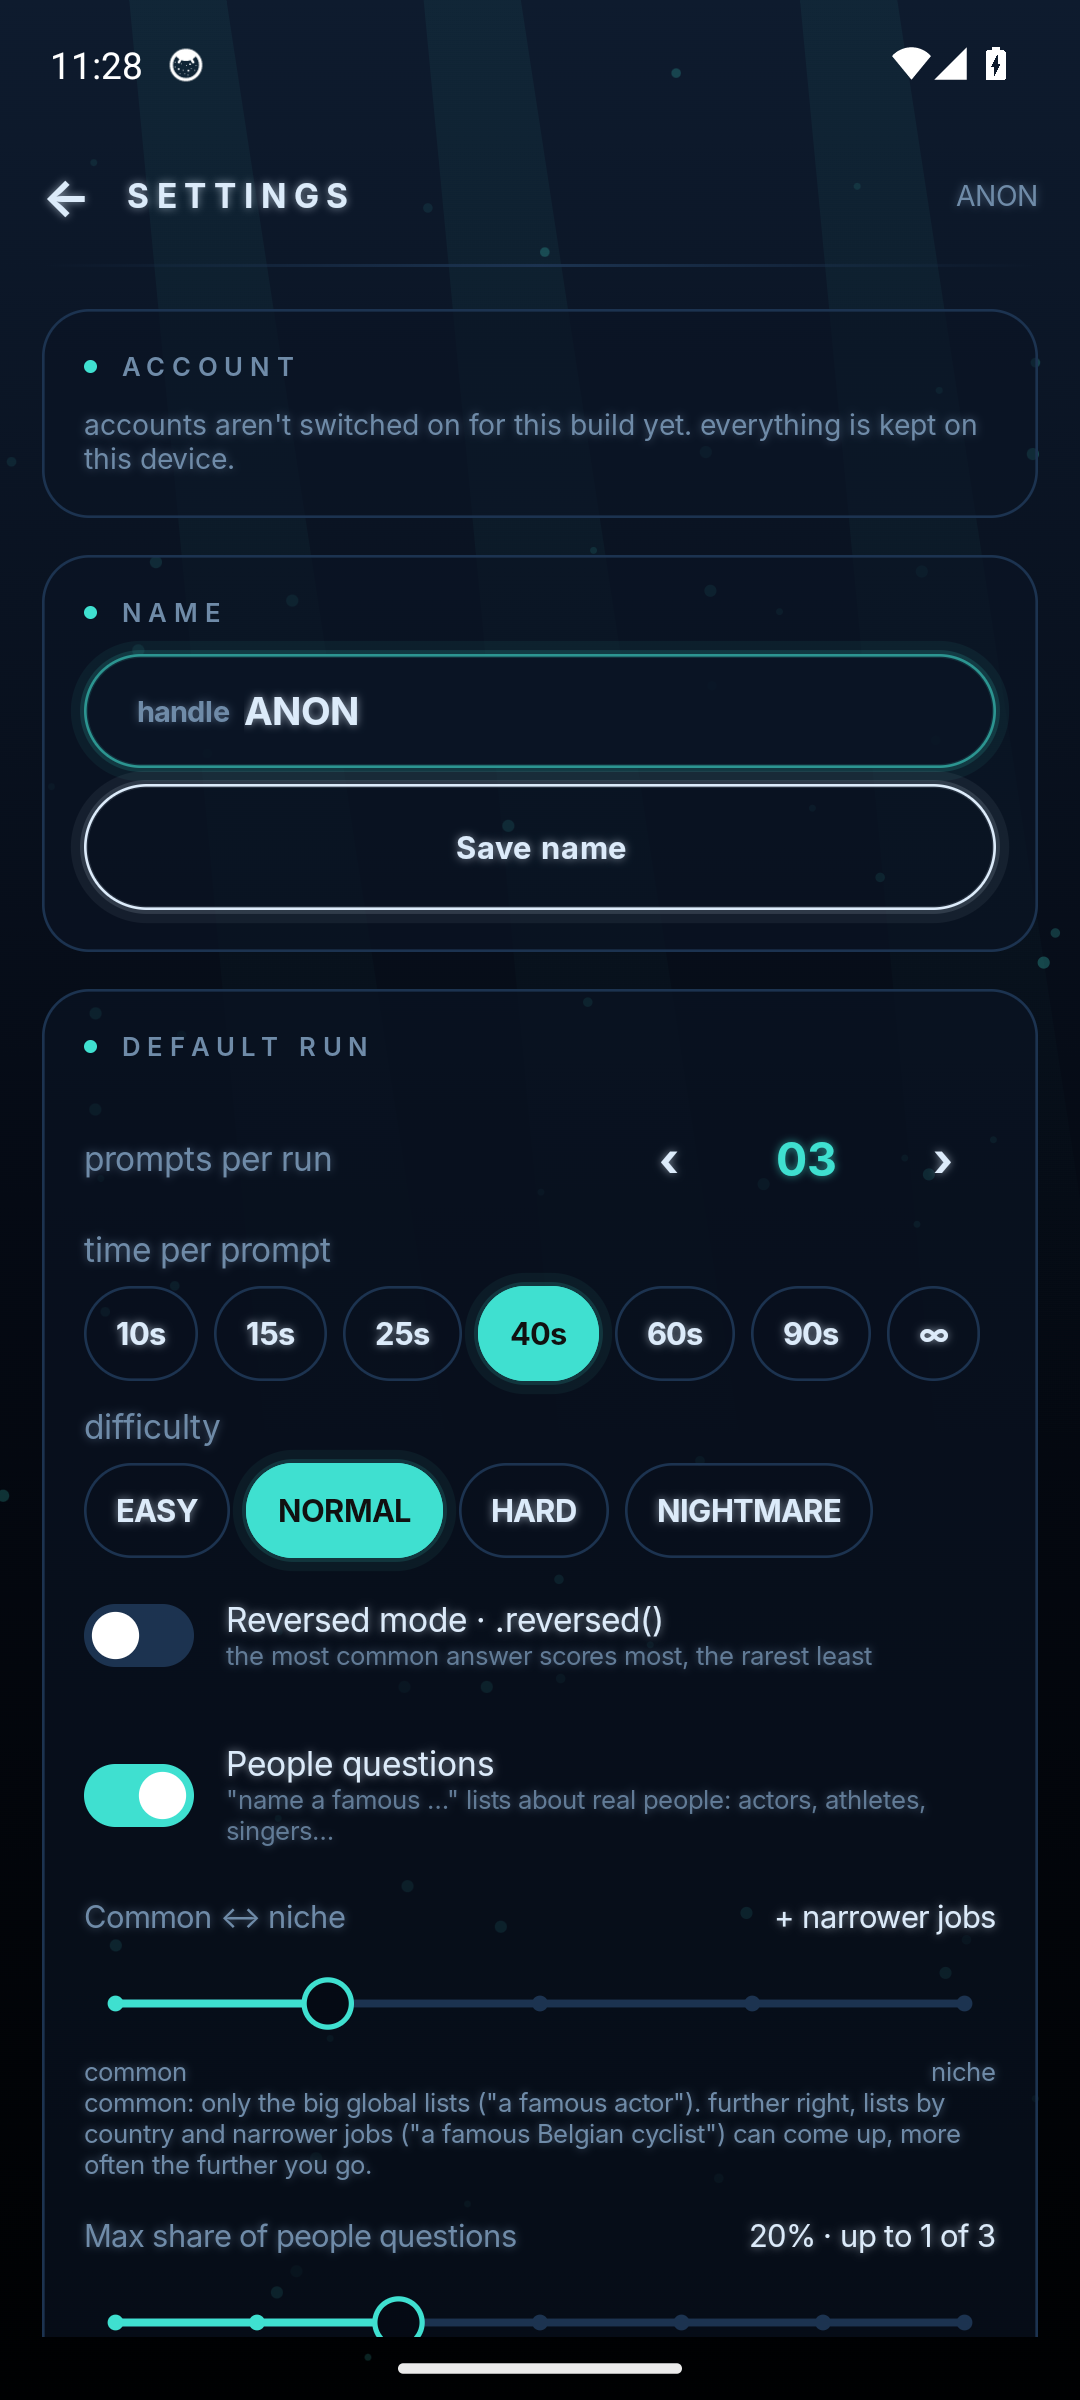 11:28
SETTINGS
ANON
ACCOUNT
accounts aren't switched on for this build yet. everything is kept on
this device.
NAME
handle ANON
Save name
DEFAULT RUN
prompts per run ‹ 03 ›
time per prompt
10s 15s 25s 40s 60s 90s ∞
difficulty
EASY NORMAL HARD NIGHTMARE
Reversed mode · .reversed()
the most common answer scores most, the rarest least
People questions
"name a famous ..." lists about real people: actors, athletes,
singers...
Common ↔ niche + narrower jobs
common niche
common: only the big global lists ("a famous actor"). further right, lists by
country and narrower jobs ("a famous Belgian cyclist") can come up, more
often the further you go.
Max share of people questions 20% · up to 1 of 3